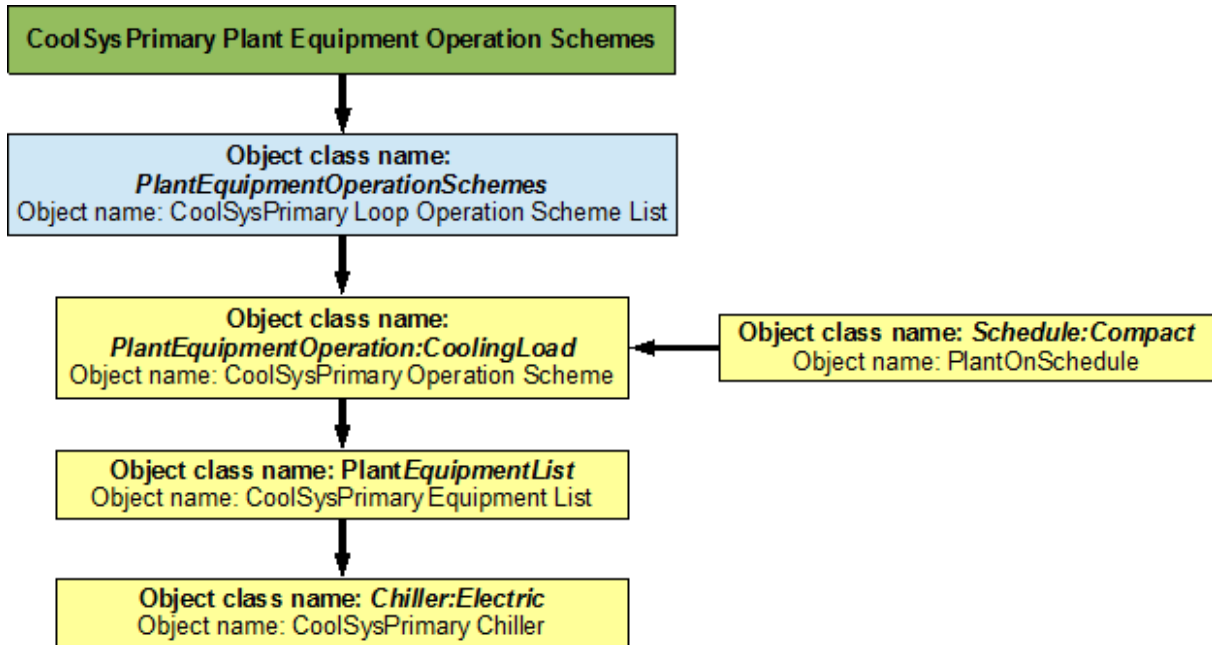 CoolSysPrimary Plant Equipment Operation Schemes
Object class name:
PlantEquipmentOperationSchemes
Object name: CoolSysPrimary Loop Operation Scheme List
Object class name:
PlantEquipmentOperation:CoolingLoad
Object name: CoolSysPrimary Operation Scheme
Object class name: Schedule:Compact
Object name: PlantOnSchedule
Object class name: PlantEquipmentList
Object name: CoolSysPrimary Equipment List
Object class name: Chiller:Electric
Object name: CoolSysPrimary Chiller